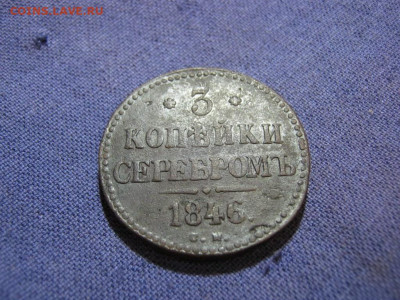 COINS.LAVE.RU
* 3 *
КОПѢЙКИ
СЕРЕБРОМЪ
1846.
С.М.